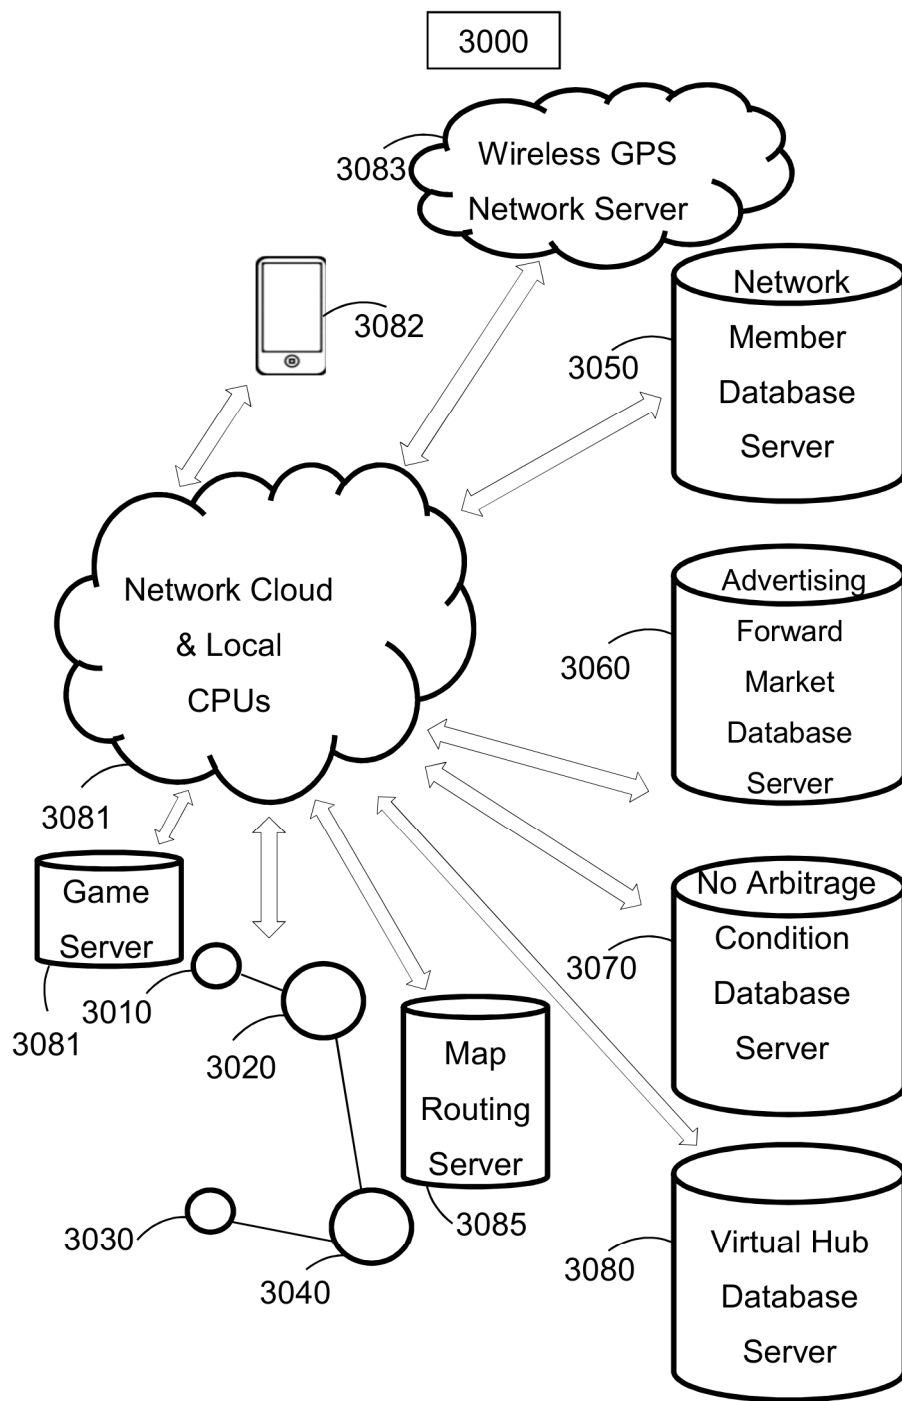 3000
Wireless GPS
Network Server
3083
3082
Network
Member
Database
Server
3050
Network Cloud
& Local
CPUs
3081
Advertising
Forward
Market
Database
Server
3060
Game
Server
3081
3010
3020
3030
3040
Map
Routing
Server
3085
No Arbitrage
Condition
Database
Server
3070
Virtual Hub
Database
Server
3080